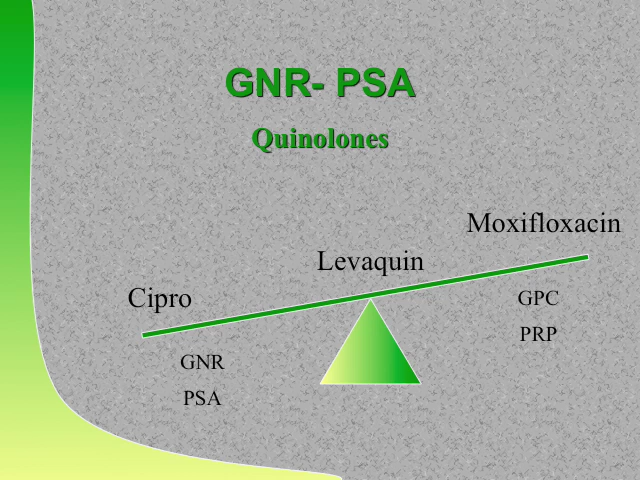 GNR- PSA
Quinolones
Moxifloxacin
Levaquin
Cipro
GPC
PRP
GNR
PSA